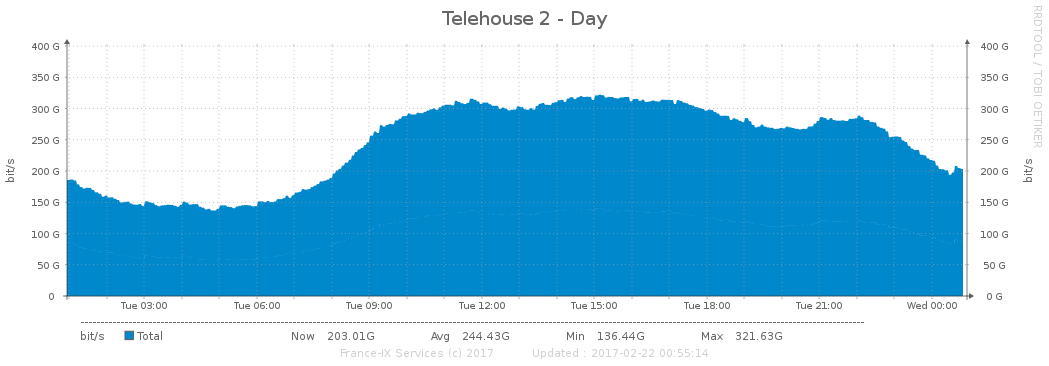 Telehouse 2 - Day
RRDTOOL / TOBI OETIKER
bit/s
400 G
350 G
300 G
250 G
200 G
150 G
100 G
50 G
0
400 G
350 G
300 G
250 G
200 G
150 G
100 G
50 G
0 G
bit/s
Tue 03:00 Tue 06:00 Tue 09:00 Tue 12:00 Tue 15:00 Tue 18:00 Tue 21:00 Wed 00:00
bit/s Total Now 203.01G Avg 244.43G Min 136.44G Max 321.63G
France-IX Services (c) 2017 Updated : 2017-02-22 00:55:14